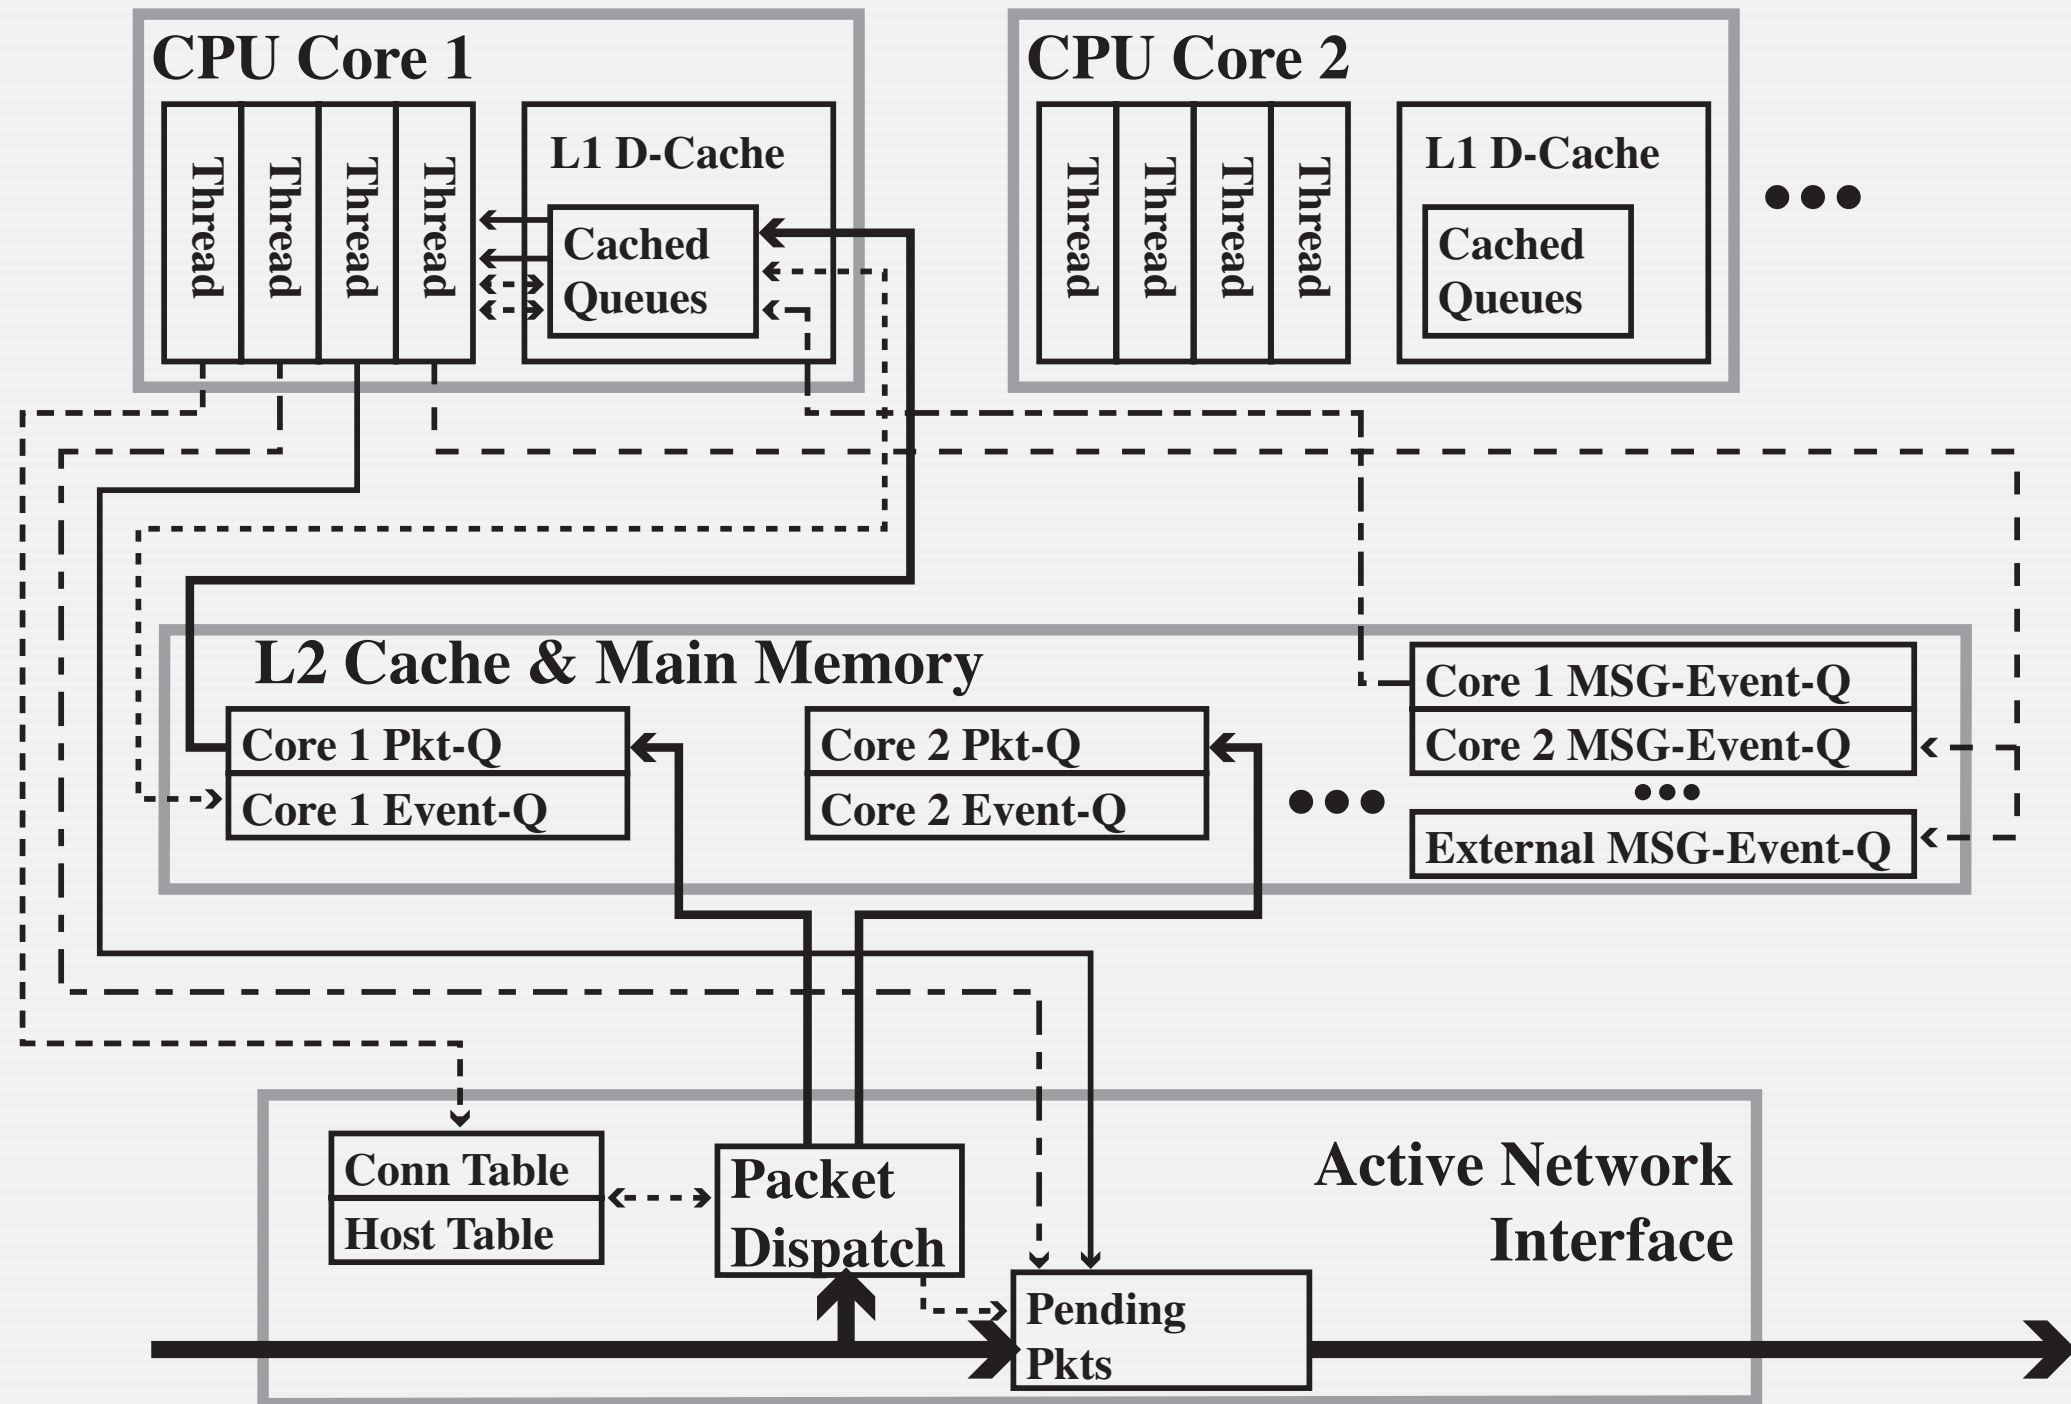 CPU Core 1
Thread
Thread
Thread
Thread
L1 D-Cache
Cached
Queues
CPU Core 2
Thread
Thread
Thread
Thread
L1 D-Cache
Cached
Queues
L2 Cache & Main Memory
Core 1 Pkt-Q
Core 1 Event-Q
Core 2 Pkt-Q
Core 2 Event-Q
Core 1 MSG-Event-Q
Core 2 MSG-Event-Q
External MSG-Event-Q
Conn Table
Host Table
Packet
Dispatch
Pending
Pkts
Active Network
Interface